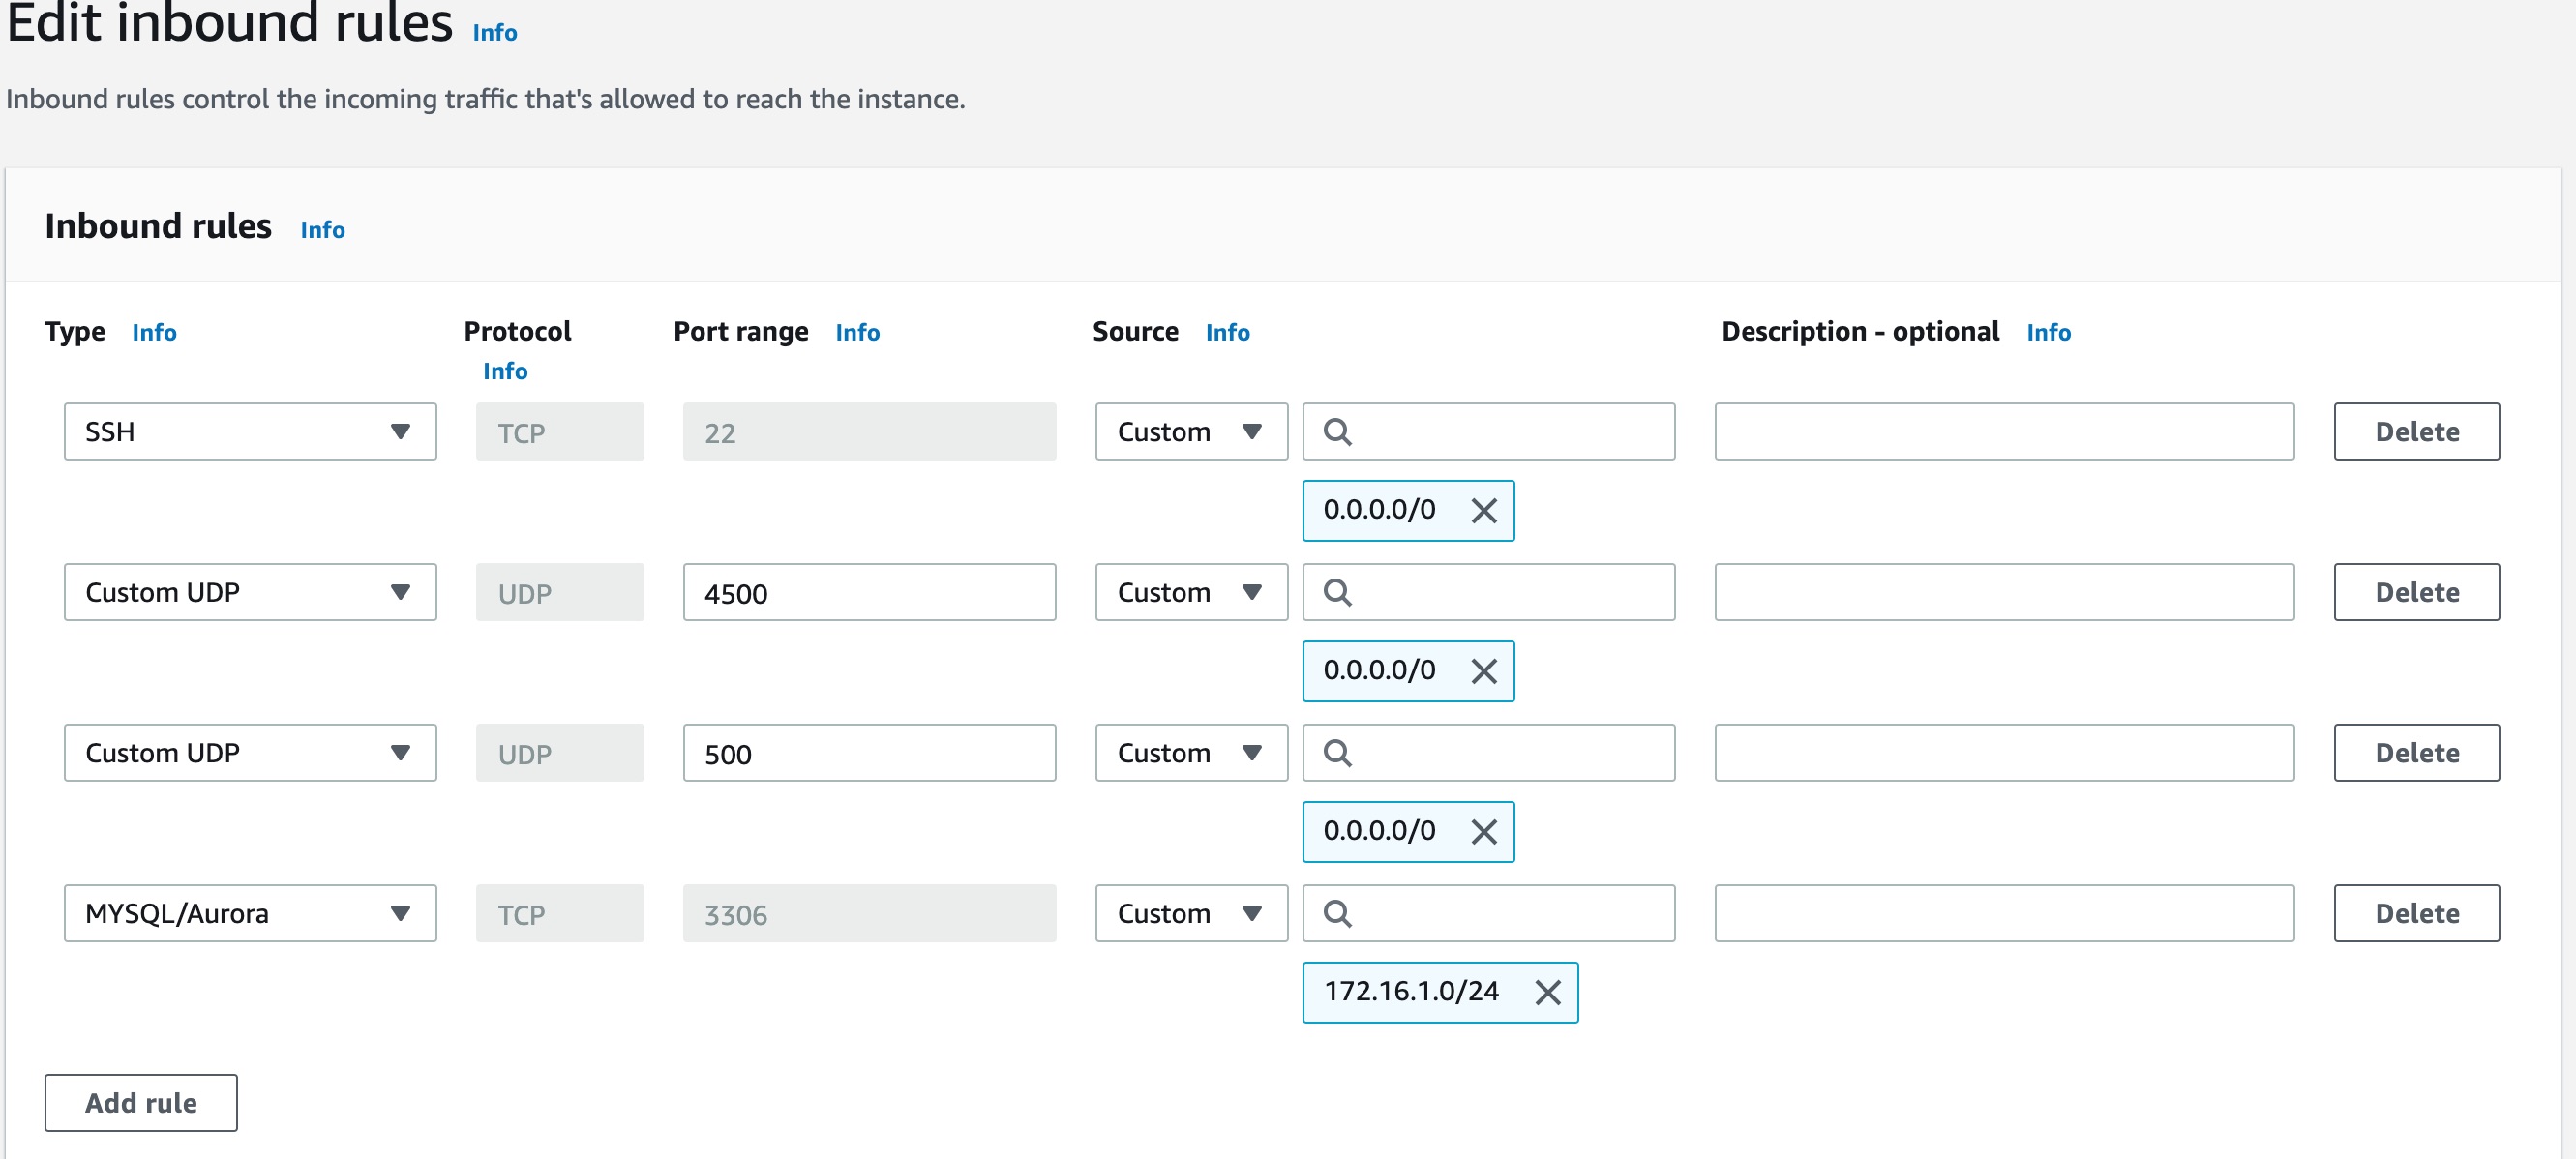 Edit inbound rules Info
Inbound rules control the incoming traffic that's allowed to reach the instance.
Inbound rules Info
Type Info Protocol Info Port range Info Source Info Description - optional Info
SSH TCP 22 Custom Delete
0.0.0.0/0
Custom UDP UDP 4500 Custom Delete
0.0.0.0/0
Custom UDP UDP 500 Custom Delete
0.0.0.0/0
MYSQL/Aurora TCP 3306 Custom Delete
172.16.1.0/24
Add rule